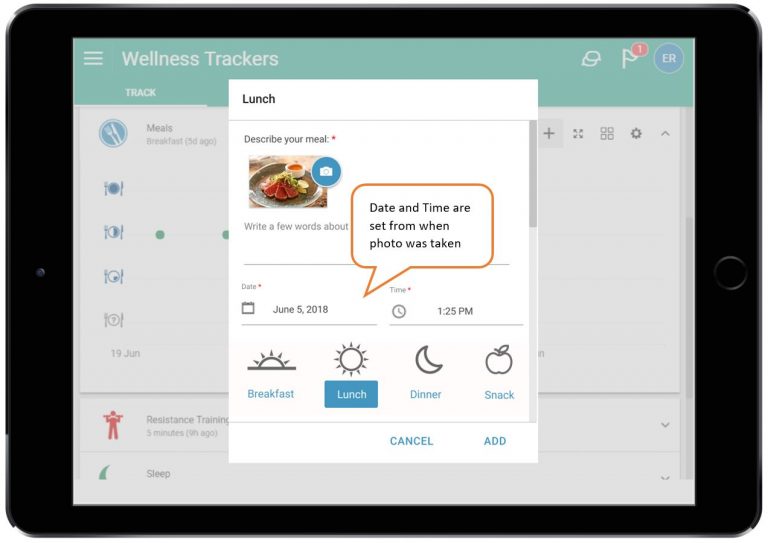 Wellness Trackers
1
ER
TRACK
Lunch
Meals
Breakfast (5d ago)
Describe your meal: *
Write a few words about
Date and Time are
set from when
photo was taken
Date *
Time *
June 5, 2018
1:25 PM
19 Jun
Breakfast
Lunch
Dinner
Snack
Resistance Training
5 minutes (9h ago)
CANCEL
ADD
Sleep